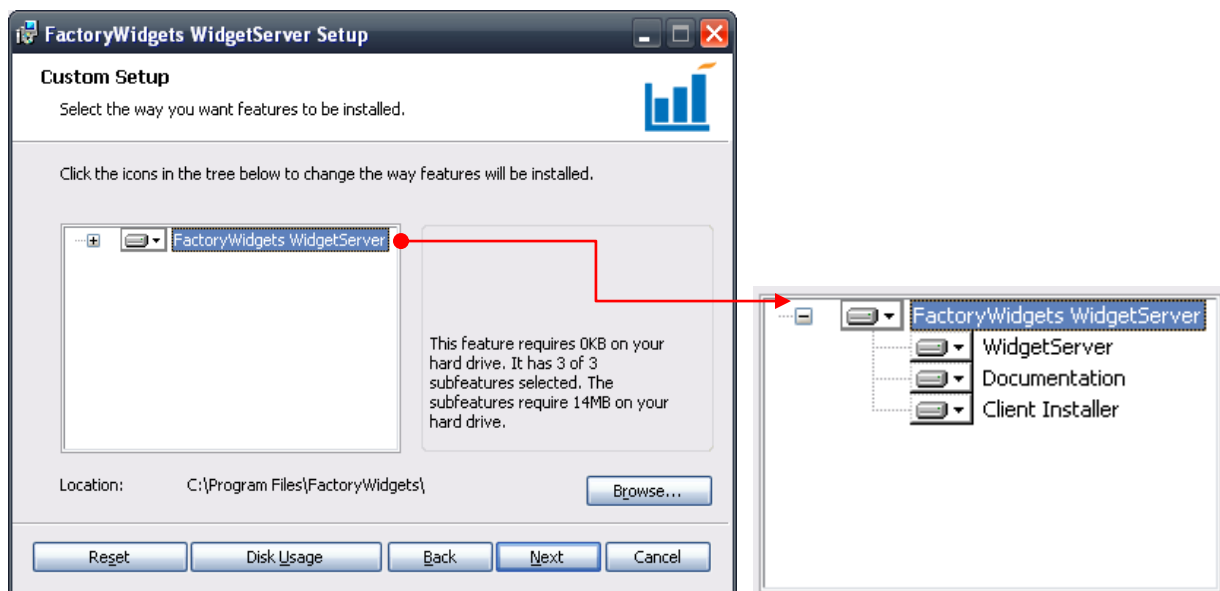 FactoryWidgets WidgetServer Setup
Custom Setup
Select the way you want features to be installed.
Click the icons in the tree below to change the way features will be installed.
FactoryWidgets WidgetServer
This feature requires 0KB on your
hard drive. It has 3 of 3
subfeatures selected. The
subfeatures require 14MB on your
hard drive.
Location: C:\Program Files\FactoryWidgets\
Browse...
Reset Disk Usage Back Next Cancel
FactoryWidgets WidgetServer
WidgetServer
Documentation
Client Installer